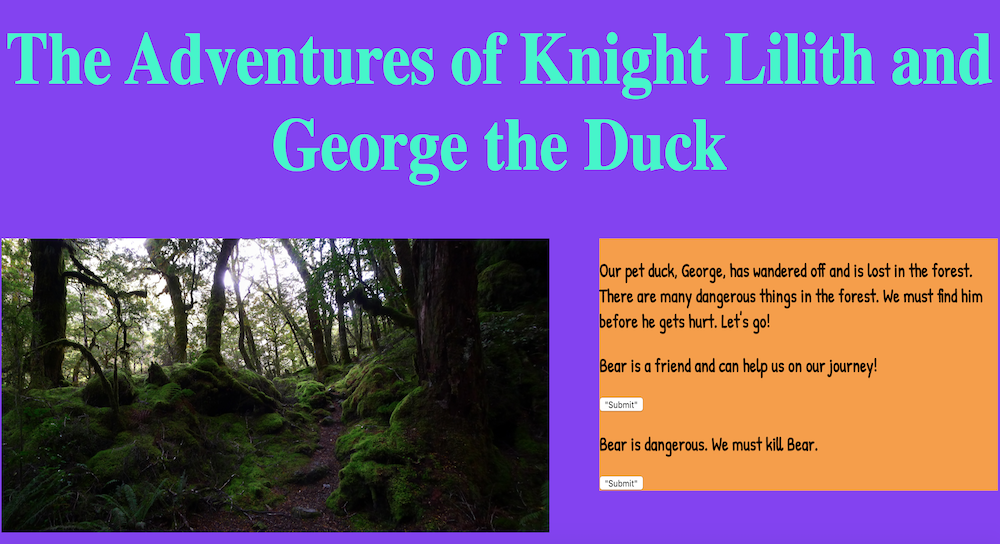 The Adventures of Knight Lilith and
George the Duck
Our pet duck, George, has wandered off and is lost in the forest.
There are many dangerous things in the forest. We must find him
before he gets hurt. Let's go!
Bear is a friend and can help us on our journey!
"Submit"
Bear is dangerous. We must kill Bear.
"Submit"